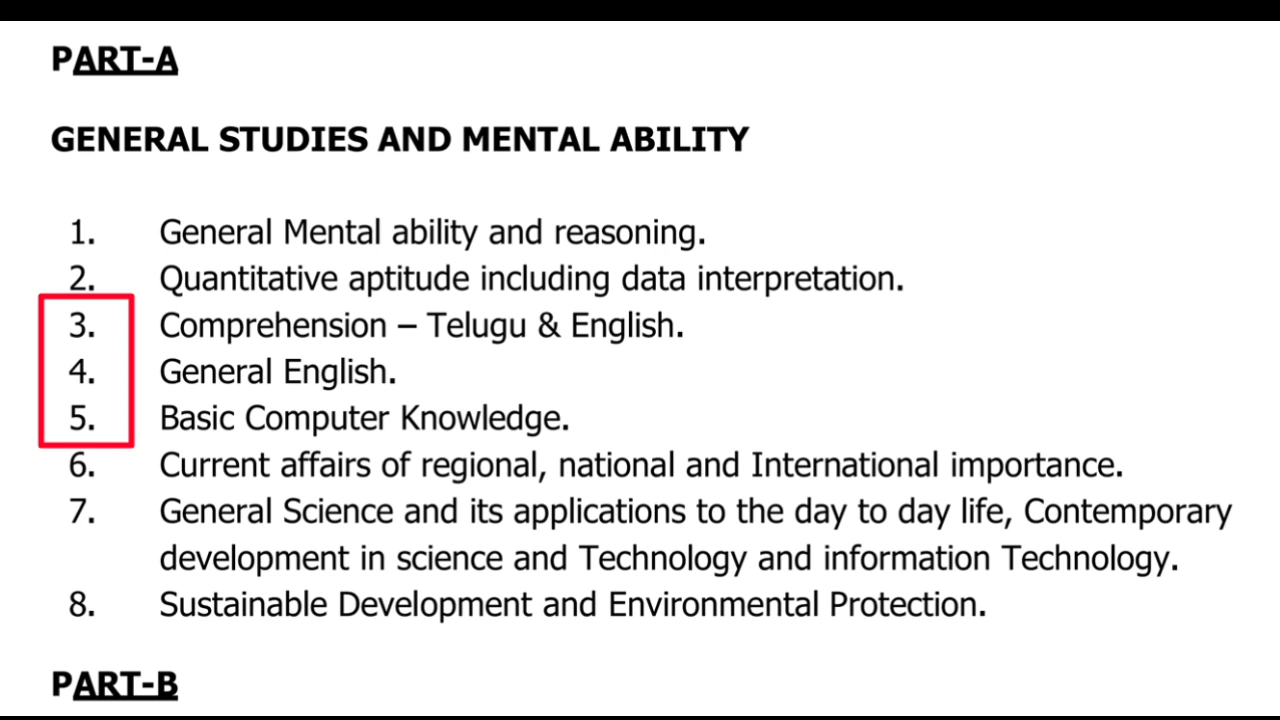 PART-A
GENERAL STUDIES AND MENTAL ABILITY
1. General Mental ability and reasoning.
2. Quantitative aptitude including data interpretation.
3. Comprehension – Telugu & English.
4. General English.
5. Basic Computer Knowledge.
6. Current affairs of regional, national and International importance.
7. General Science and its applications to the day to day life, Contemporary
development in science and Technology and information Technology.
8. Sustainable Development and Environmental Protection.
PART-B